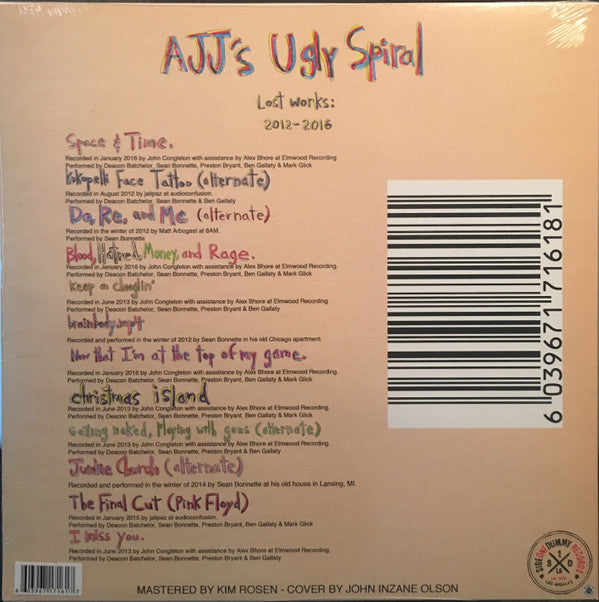 AJJ's Ugly Spiral
Lost works:
2012-2016
Space & Time.
Recorded in January 2016 by John Congleton with assistance by Alex Bhore at Elmwood Recording.
Performed by Deacon Batchelor, Sean Bonnette, Preston Bryant, Ben Gallaty & Mark Glick
Kokopelli Face Tattoo (alternate)
Recorded in August 2012 by jalipaz at audioconfusion.
Performed by Deacon Batchelor, Sean Bonnette & Ben Gallaty
Do, Re, and Me (alternate)
Recorded in the winter of 2012 by Matt Arbogast at 8AM.
Performed by Sean Bonnette
Blood, Hatred, Money, and Rage.
Recorded in January 2016 by John Congleton with assistance by Alex Bhore at Elmwood Recording.
Performed by Deacon Batchelor, Sean Bonnette, Preston Bryant, Ben Gallaty & Mark Glick
Keep on chooglin'
Recorded in June 2013 by John Congleton with assistance by Alex Bhore at Elmwood Recording.
Performed by Deacon Batchelor, Sean Bonnette, Preston Bryant & Ben Gallaty
brainbody.mp4
Recorded and performed in the winter of 2012 by Sean Bonnette in his old Chicago apartment
Now that I'm at the top of my game.
Recorded in January 2016 by John Congleton with assistance by Alex Bhore at Elmwood Recording.
Performed by Deacon Batchelor, Sean Bonnette, Preston Bryant, Ben Gallaty & Mark Glick
christmas island
Recorded in June 2013 by John Congleton with assistance by Alex Bhore at Elmwood Recording.
Performed by Deacon Batchelor, Sean Bonnette, Preston Bryant & Ben Gallaty
Getting naked, Playing with guns (alternate)
Recorded in June 2013 by John Congleton with assistance by Alex Bhore at Elmwood Recording.
Performed by Deacon Batchelor, Sean Bonnette, Preston Bryant & Ben Gallaty
Junkie Church (alternate)
Recorded and performed in the winter of 2014 by Sean Bonnette at his old house in Lansing, MI.
The Final Cut (Pink Floyd)
Recorded in January 2015 by jalipaz at audioconfusion.
Performed by Deacon Batchelor, Sean Bonnette, Preston Bryant, Ben Gallaty & Mark Glick
I miss you.
Recorded in June 2013 by John Congleton with assistance by Alex Bhore at Elmwood Recording.
Performed by Deacon Batchelor, Sean Bonnette, Preston Bryant & Ben Gallaty
6 039671 716181
6 03967 17161 7
SIDEONEDUMMY RECORDS
S 1 D
LOS ANGELES
MASTERED BY KIM ROSEN - COVER BY JOHN INZANE OLSON